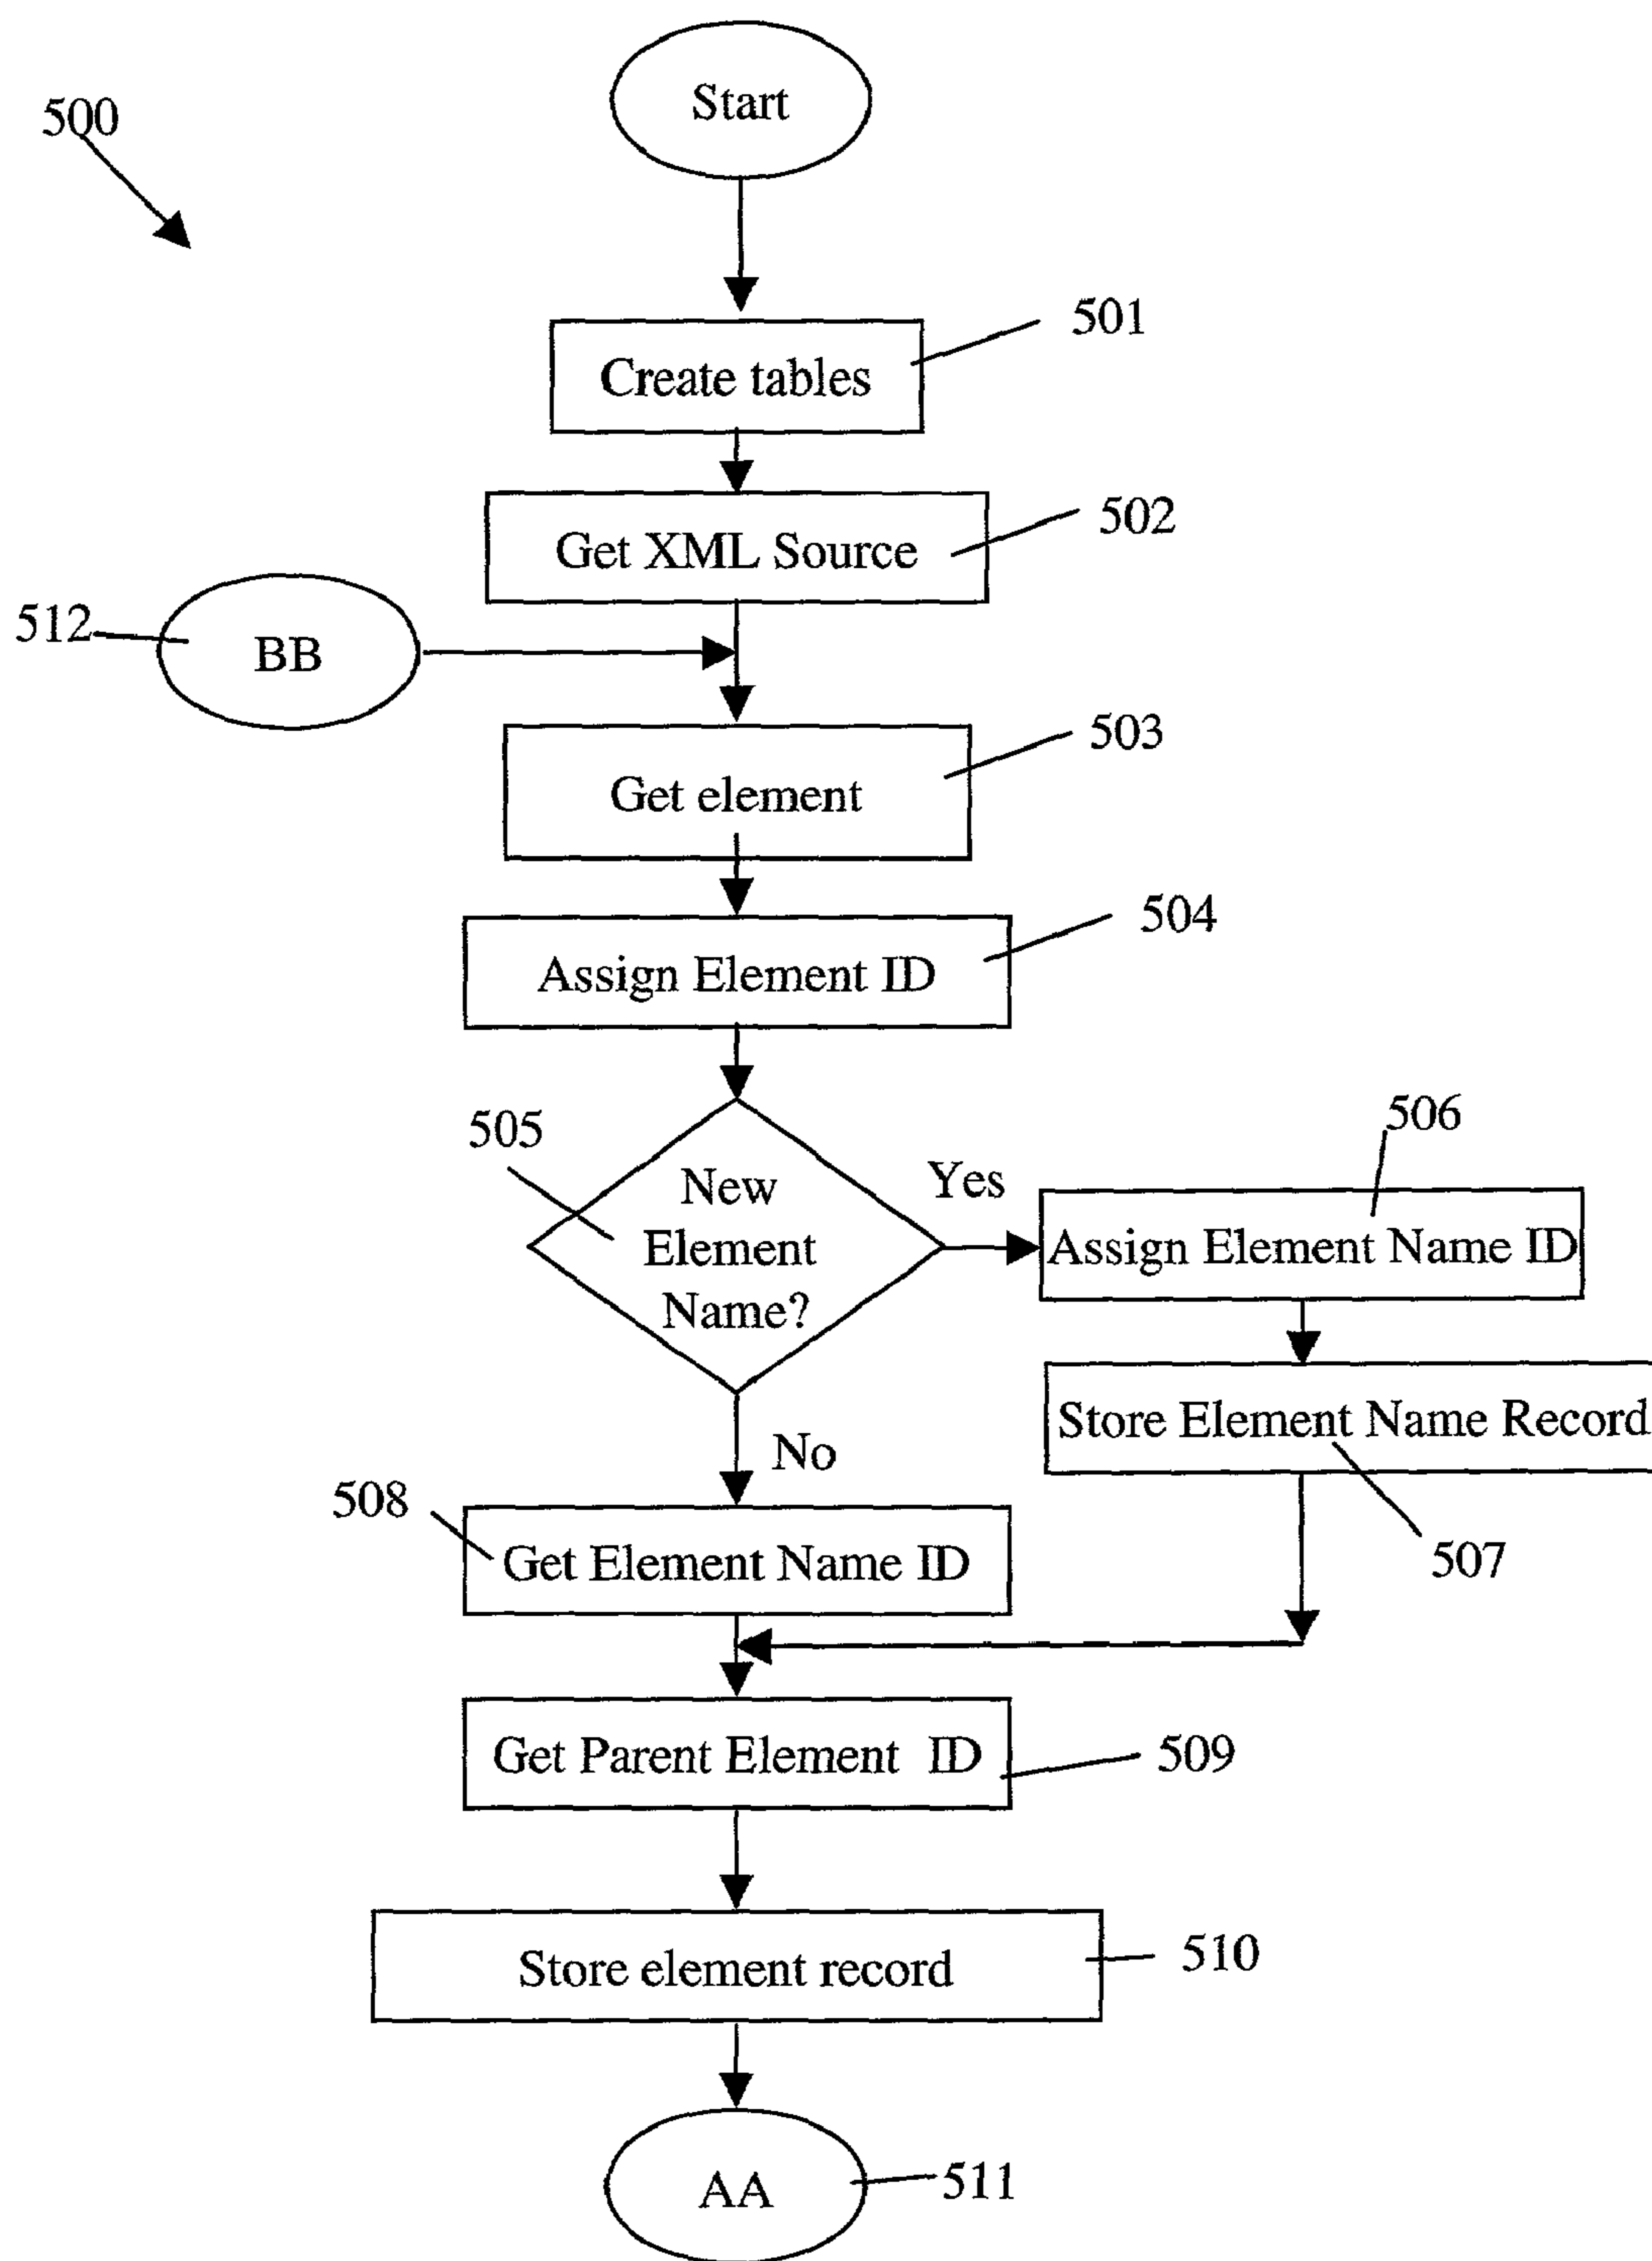 Start
500
501
Create tables
502
Get XML Source
512
BB
503
Get element
504
Assign Element ID
505
New
Element
Name?
Yes
506
Assign Element Name ID
Store Element Name Record
507
No
508
Get Element Name ID
Get Parent Element ID
509
Store element record
510
AA
511